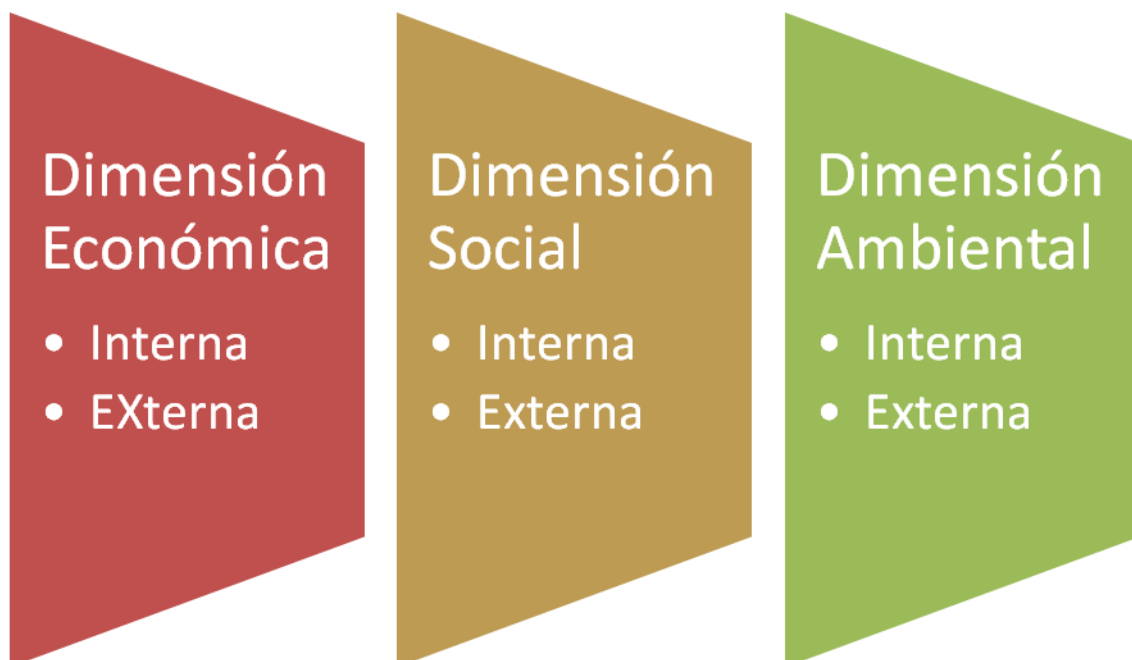 Dimensión
Económica
• Interna
• EXterna
Dimensión
Social
• Interna
• Externa
Dimensión
Ambiental
• Interna
• Externa